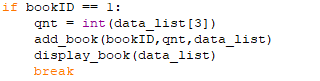 if bookID == 1:
    qnt = int(data_list[3])
    add_book(bookID,qnt,data_list)
    display_book(data_list)
    break